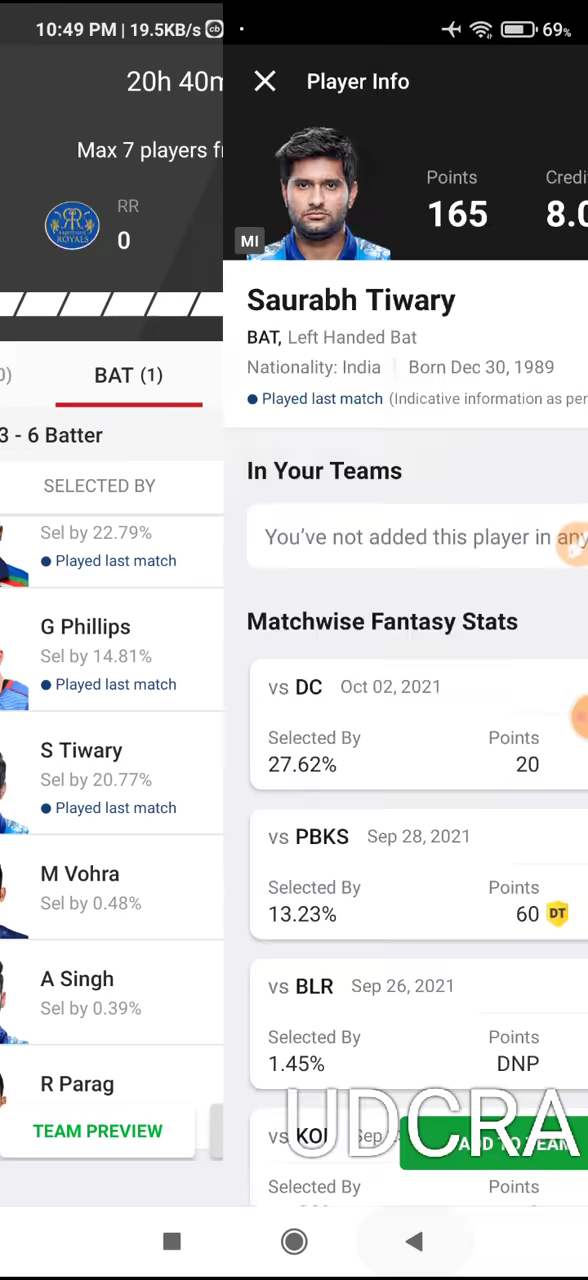 10:49 PM | 19.5KB/s
69%
20h 40m
Max 7 players
RR
0
ROYALS
BAT (1)
3 - 6 Batter
SELECTED BY
Sel by 22.79%
Played last match
G Phillips
Sel by 14.81%
Played last match
S Tiwary
Sel by 20.77%
Played last match
M Vohra
Sel by 0.48%
A Singh
Sel by 0.39%
R Parag
TEAM PREVIEW
Player Info
Points
165
8.0
MI
Saurabh Tiwary
BAT, Left Handed Bat
Nationality: India
Born Dec 30, 1989
Played last match (Indicative information as per
In Your Teams
You've not added this player in any
Matchwise Fantasy Stats
vs DC Oct 02, 2021
Selected By Points
27.62% 20
vs PBKS Sep 28, 2021
Selected By Points
13.23% 60 DT
vs BLR Sep 26, 2021
Selected By Points
1.45% DNP
vs
ADD TO TEAM
UDCRA
Selected By Points